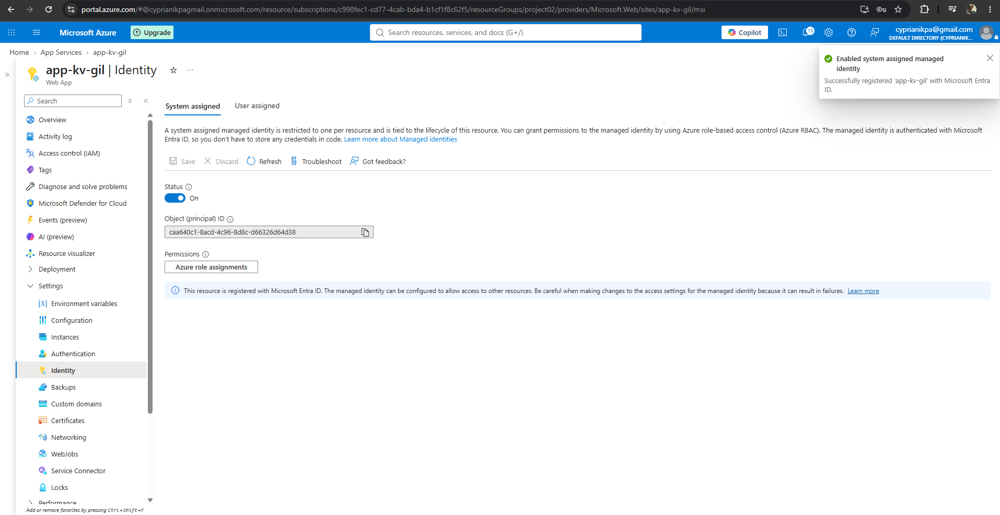 portal.azure.com/#@cyprianikpagmail.onmicrosoft.com/resource/subscriptions/c998fec1-cd77-4cab-bda4-b1cf1f8c62f5/resourceGroups/project02/providers/Microsoft.Web/sites/app-kv-gil/msi
Microsoft Azure
Upgrade
Search resources, services, and docs (G+/)
Copilot
15
cyprianikpa@gmail.com
DEFAULT DIRECTORY (CYPRIANIK...
Home > App Services > app-kv-gil
Enabled system assigned managed
identity
Successfully registered 'app-kv-gil' with Microsoft Entra
ID.
app-kv-gil | Identity
Web App
Search
Overview
Activity log
Access control (IAM)
Tags
Diagnose and solve problems
Microsoft Defender for Cloud
Events (preview)
AI (preview)
Resource visualizer
Deployment
Settings
Environment variables
Configuration
Instances
Authentication
Identity
Backups
Custom domains
Certificates
Networking
WebJobs
Service Connector
Locks
Performance
Add or remove favorites by pressing Ctrl+Shift+F
System assigned
User assigned
A system assigned managed identity is restricted to one per resource and is tied to the lifecycle of this resource. You can grant permissions to the managed identity by using Azure role-based access control (Azure RBAC). The managed identity is authenticated with Microsoft
Entra ID, so you don't have to store any credentials in code. Learn more about Managed identities
Save
Discard
Refresh
Troubleshoot
Got feedback?
Status
On
Object (principal) ID
caa640c1-8acd-4c96-8d8c-d66326d64d38
Permissions
Azure role assignments
This resource is registered with Microsoft Entra ID. The managed identity can be configured to allow access to other resources. Be careful when making changes to the access settings for the managed identity because it can result in failures. Learn more